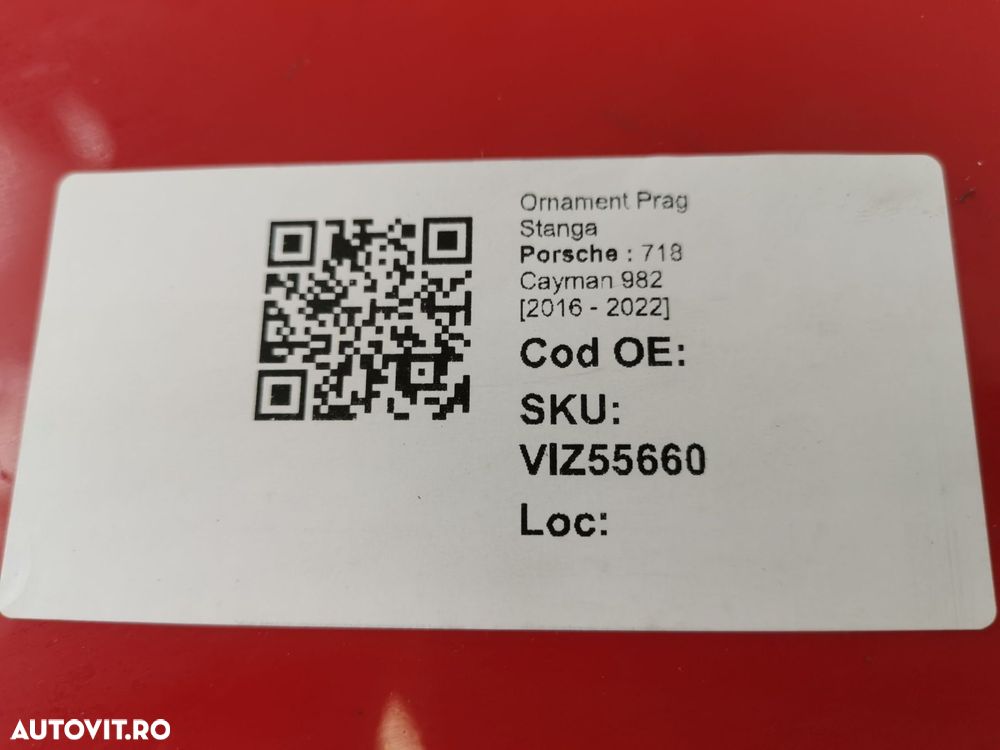 Ornament Prag
Stanga
Porsche : 718
Cayman 982
[2016 - 2022]
Cod OE:
SKU:
VIZ55660
Loc:
AUTOVIT.RO